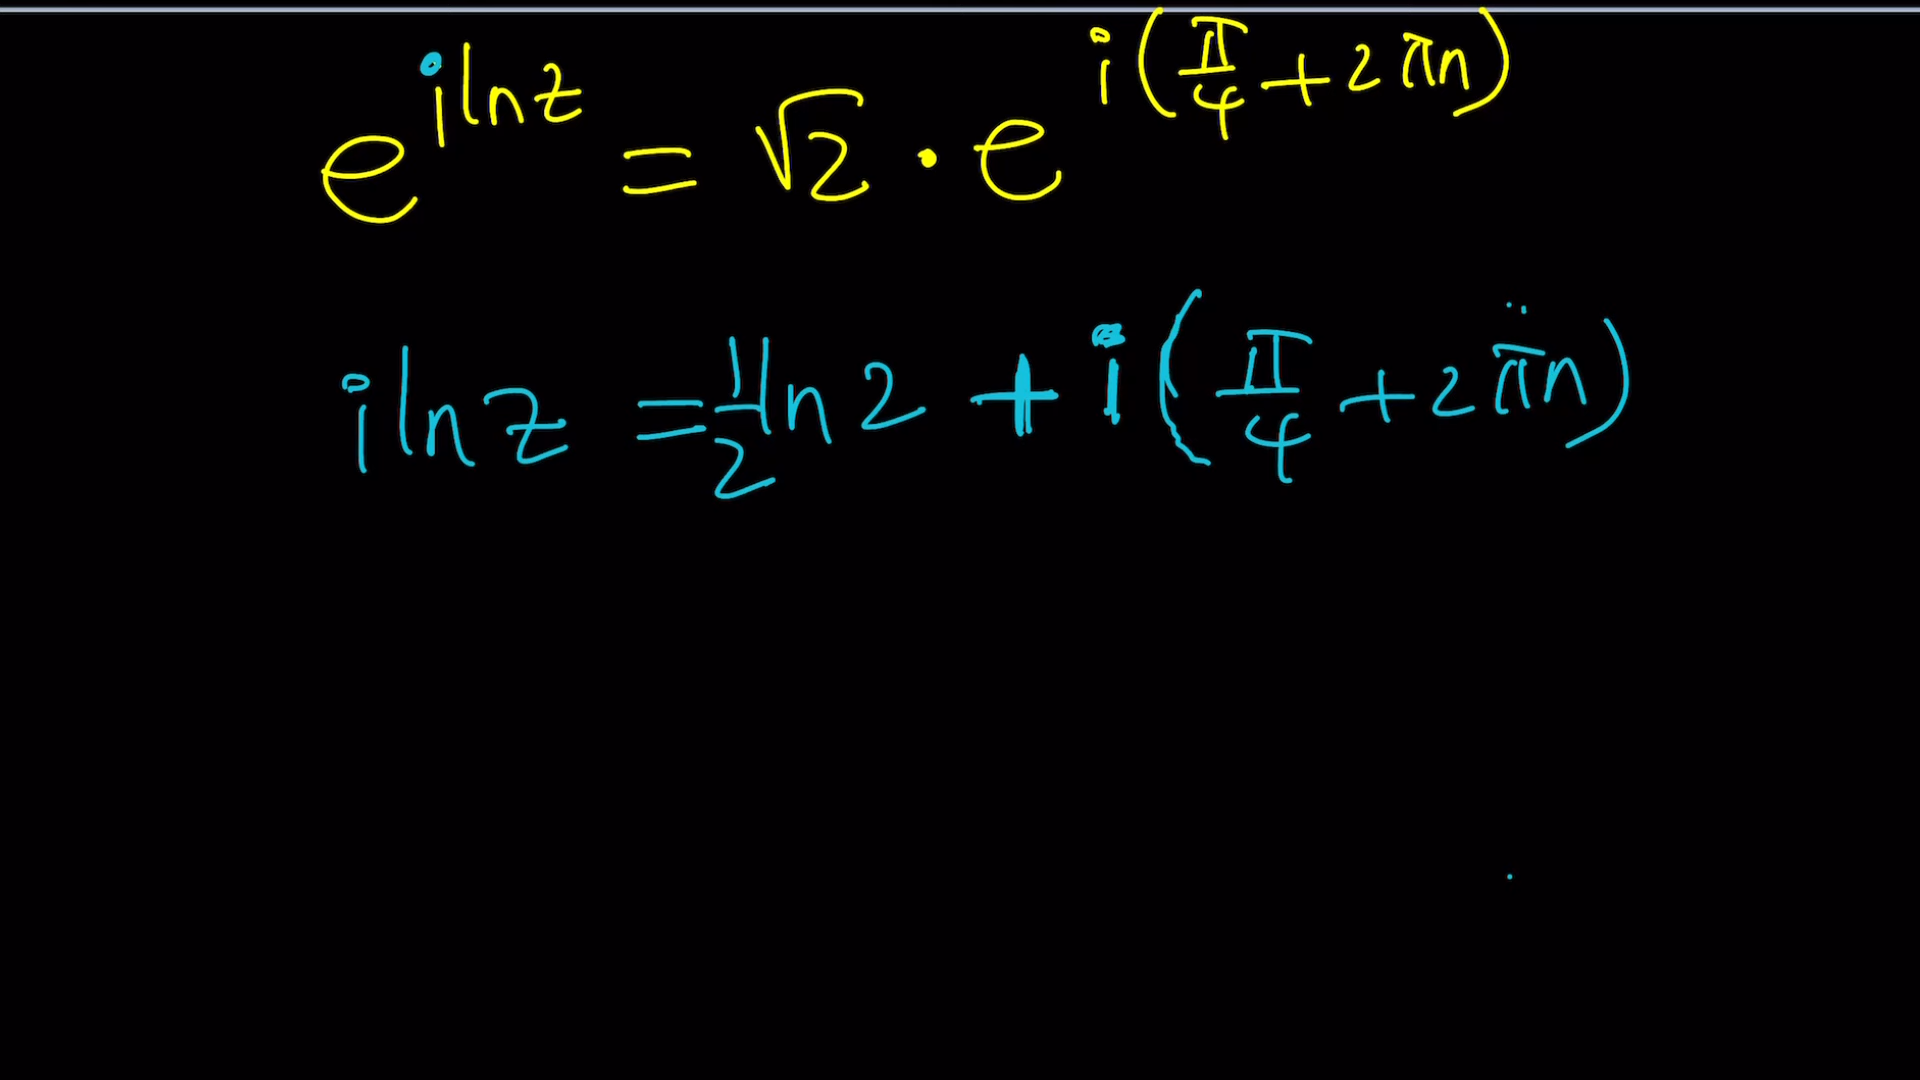 e^{i ln z} = √2 · e^{i(π/4 + 2πn)}
i ln z = 1/2 ln 2 + i(π/4 + 2πn)